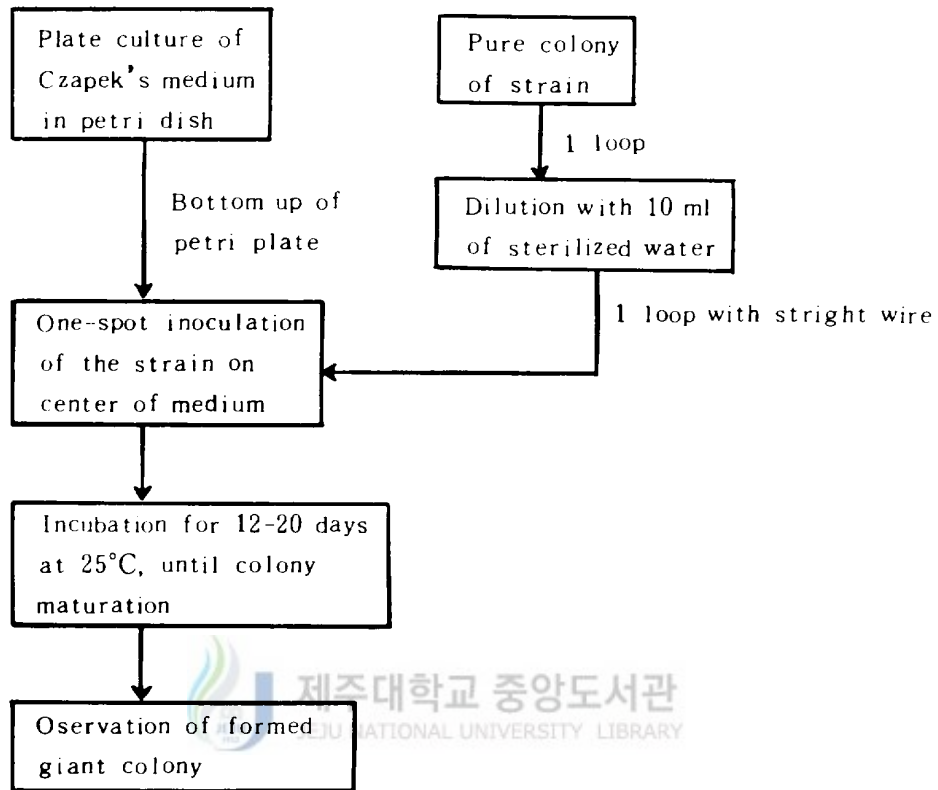 Plate culture of
Czapek's medium
in petri dish
Pure colony
of strain
1 loop
Bottom up of
petri plate
Dilution with 10 ml
of sterilized water
1 loop with stright wire
One-spot inoculation
of the strain on
center of medium
Incubation for 12-20 days
at 25°C, until colony
maturation
Oservation of formed
giant colony
제주대학교 중앙도서관
JEJU NATIONAL UNIVERSITY LIBRARY